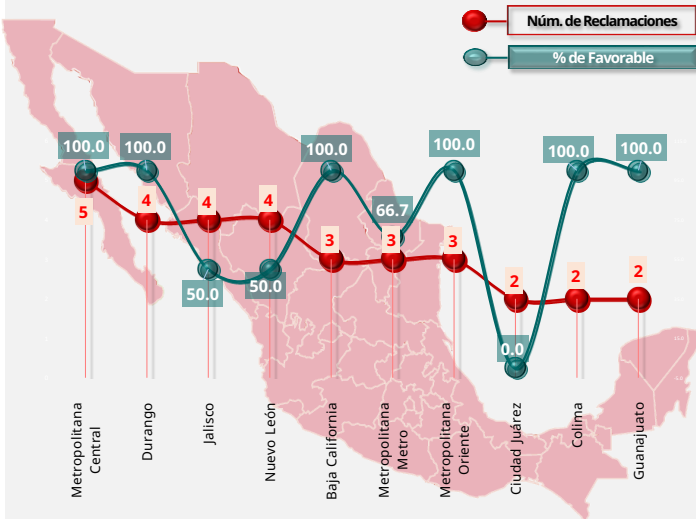 Núm. de Reclamaciones
% de Favorable
100.0
100.0
100.0
100.0
100.0
100.0
66.7
50.0
50.0
0.0
5
4
4
4
3
3
3
2
2
2
Metropolitana
Central
Durango
Jalisco
Nuevo León
Baja California
Metropolitana
Metro
Metropolitana
Oriente
Ciudad Juárez
Colima
Guanajuato